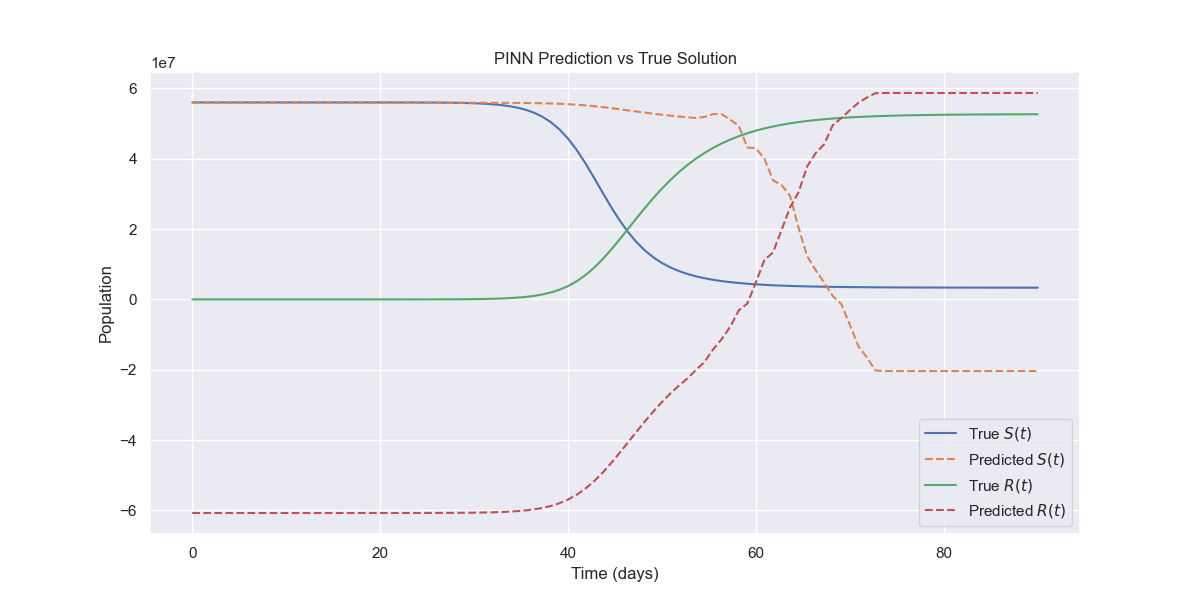 PINN Prediction vs True Solution
1e7
6
4
2
0
−2
−4
−6
Population
0
20
40
60
80
Time (days)
True S(t)
Predicted S(t)
True R(t)
Predicted R(t)